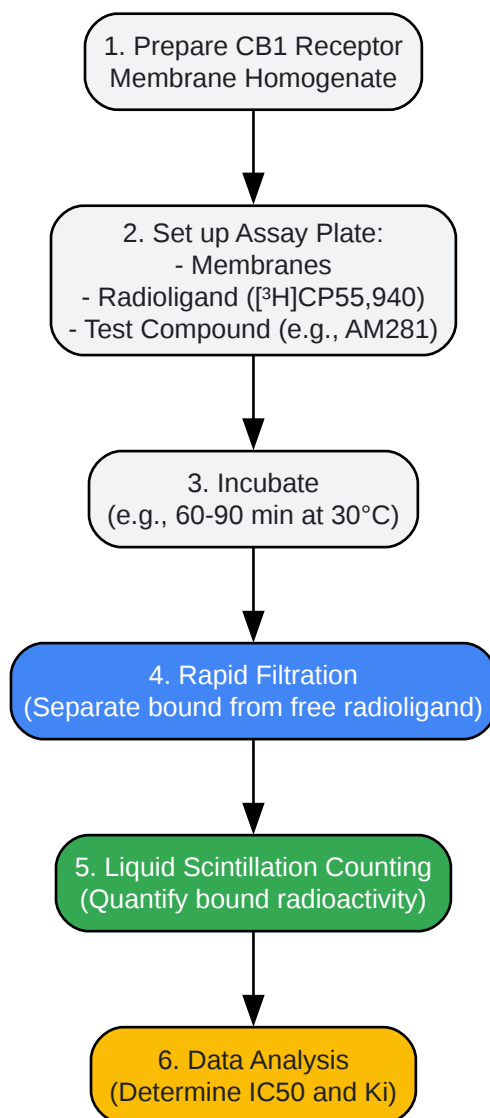 1. Prepare CB1 Receptor
Membrane Homogenate
2. Set up Assay Plate:
- Membranes
- Radioligand ([³H]CP55,940)
- Test Compound (e.g., AM281)
3. Incubate
(e.g., 60-90 min at 30°C)
4. Rapid Filtration
(Separate bound from free radioligand)
5. Liquid Scintillation Counting
(Quantify bound radioactivity)
6. Data Analysis
(Determine IC50 and Ki)